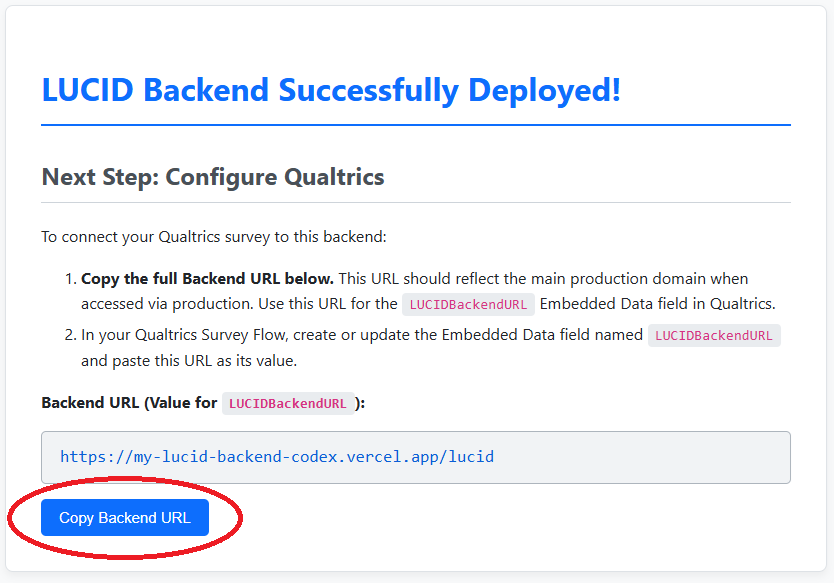 LUCID Backend Successfully Deployed!
Next Step: Configure Qualtrics
To connect your Qualtrics survey to this backend:
1. Copy the full Backend URL below. This URL should reflect the main production domain when
accessed via production. Use this URL for the LUCIDBackendURL Embedded Data field in Qualtrics.
2. In your Qualtrics Survey Flow, create or update the Embedded Data field named LUCIDBackendURL
and paste this URL as its value.
Backend URL (Value for LUCIDBackendURL):
https://my-lucid-backend-codex.vercel.app/lucid
Copy Backend URL